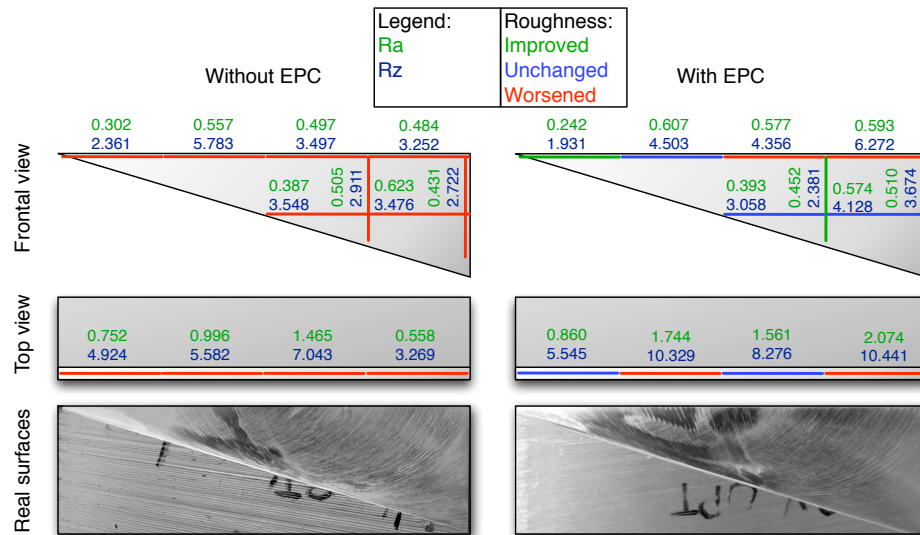 Legend:
Ra
Rz
Roughness:
Improved
Unchanged
Worsened
Without EPC
With EPC
Frontal view
0.302 0.557 0.497 0.484
2.361 5.783 3.497 3.252
0.387 0.505 0.623 0.431
3.548 2.911 3.476 2.722
0.242 0.607 0.577 0.593
1.931 4.503 4.356 6.272
0.393 0.452 0.574 0.510
3.058 2.381 4.128 3.674
Top view
0.752 0.996 1.465 0.558
4.924 5.582 7.043 3.269
0.860 1.744 1.561 2.074
5.545 10.329 8.276 10.441
Real surfaces